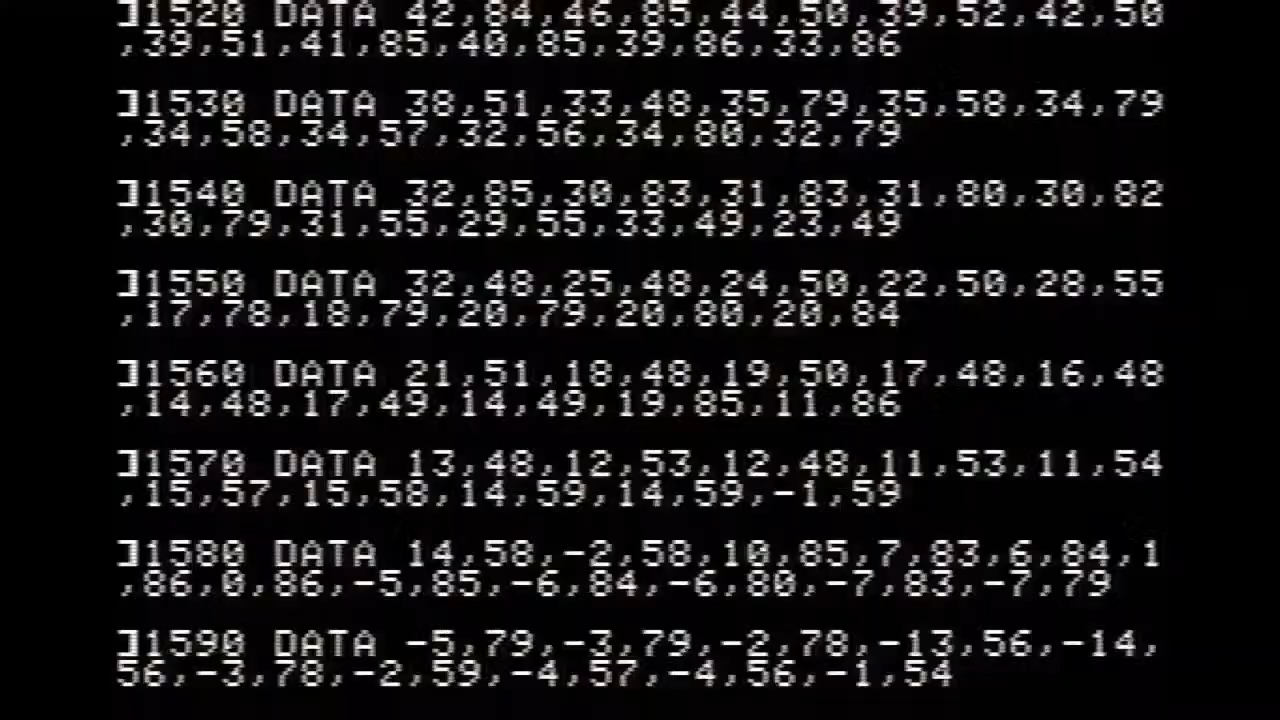 ]1520 DATA 42,84,46,85,44,50,39,52,42,50
,39,51,41,85,40,85,39,86,33,86
]1530 DATA 38,51,33,48,35,79,35,58,34,79
,34,58,34,57,32,56,34,80,32,79
]1540 DATA 32,85,30,83,31,83,31,80,30,82
,30,79,31,55,29,55,33,49,23,49
]1550 DATA 32,48,25,48,24,50,22,50,28,55
,17,78,18,79,20,79,20,80,20,84
]1560 DATA 21,51,18,48,19,50,17,48,16,48
,14,48,17,49,14,49,19,85,11,86
]1570 DATA 13,48,12,53,12,48,11,53,11,54
,15,57,15,58,14,59,14,59,-1,59
]1580 DATA 14,58,-2,58,10,85,7,83,6,84,1
,86,0,86,-5,85,-6,84,-6,80,-7,83,-7,79
]1590 DATA -5,79,-3,79,-2,78,-13,56,-14,
56,-3,78,-2,59,-4,57,-4,56,-1,54